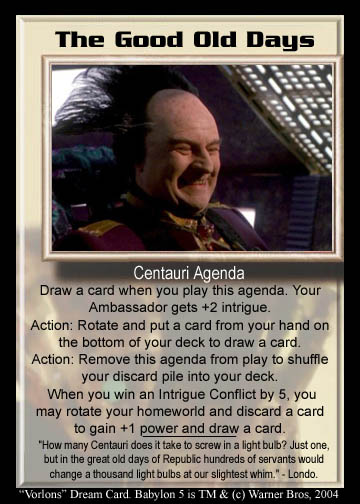 The Good Old Days
Centauri Agenda
Draw a card when you play this agenda. Your
Ambassador gets +2 intrigue.
Action: Rotate and put a card from your hand on
the bottom of your deck to draw a card.
Action: Remove this agenda from play to shuffle
your discard pile into your deck.
When you win an Intrigue Conflict by 5, you
may rotate your homeworld and discard a card
to gain +1 power and draw a card.
"How many Centauri does it take to screw in a light bulb? Just one,
but in the great old days of Republic hundreds of servants would
change a thousand light bulbs at our slightest whim." - Londo.
"Vorlons" Dream Card. Babylon 5 is TM & (c) Warner Bros, 2004